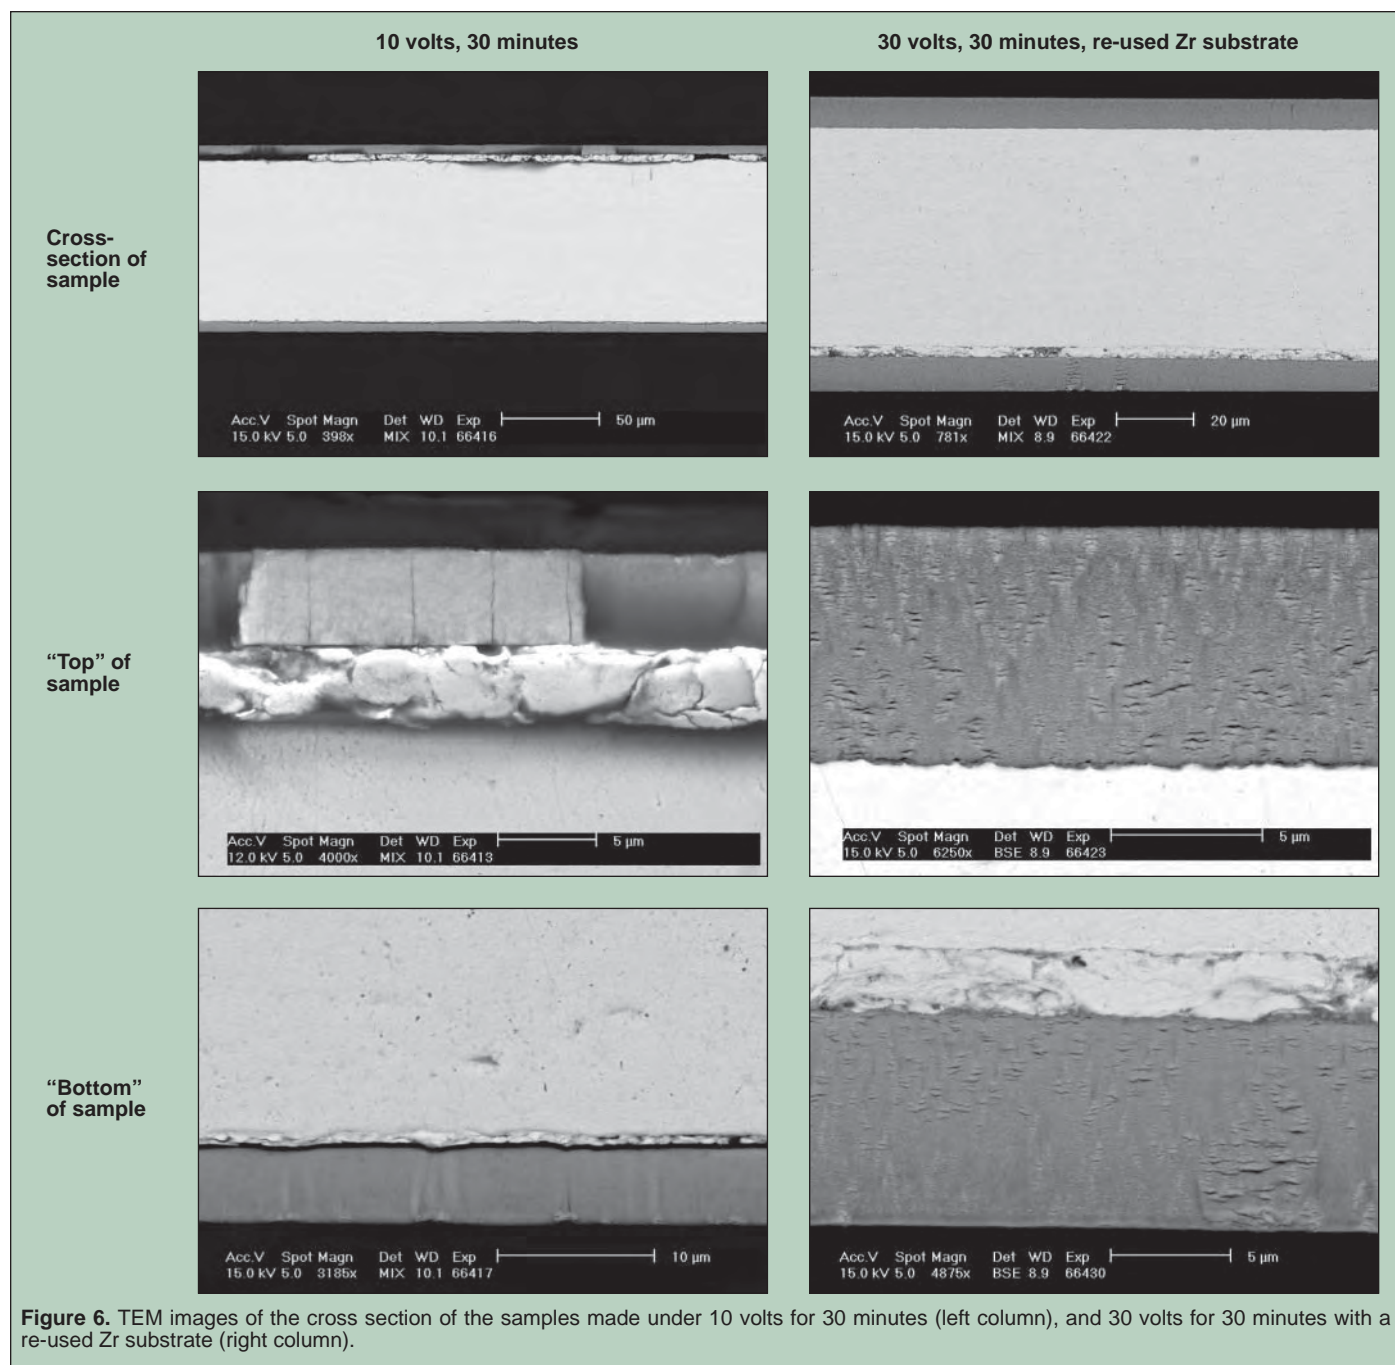 10 volts, 30 minutes
30 volts, 30 minutes, re-used Zr substrate
Cross-
section of
sample
Acc.V Spot Magn Det WD Exp 50 µm
15.0 kV 5.0 398x MIX 10.1 66416
Acc.V Spot Magn Det WD Exp 20 µm
15.0 kV 5.0 781x MIX 8.9 66422
“Top” of
sample
Acc.V Spot Magn Det WD Exp 5 µm
12.0 kV 5.0 4000x MIX 10.1 66413
Acc.V Spot Magn Det WD Exp 5 µm
15.0 kV 5.0 6250x BSE 8.9 66423
“Bottom”
of sample
Acc.V Spot Magn Det WD Exp 10 µm
15.0 kV 5.0 3185x MIX 10.1 66417
Acc.V Spot Magn Det WD Exp 5 µm
15.0 kV 5.0 4875x BSE 8.9 66430
Figure 6. TEM images of the cross section of the samples made under 10 volts for 30 minutes (left column), and 30 volts for 30 minutes with a
re-used Zr substrate (right column).